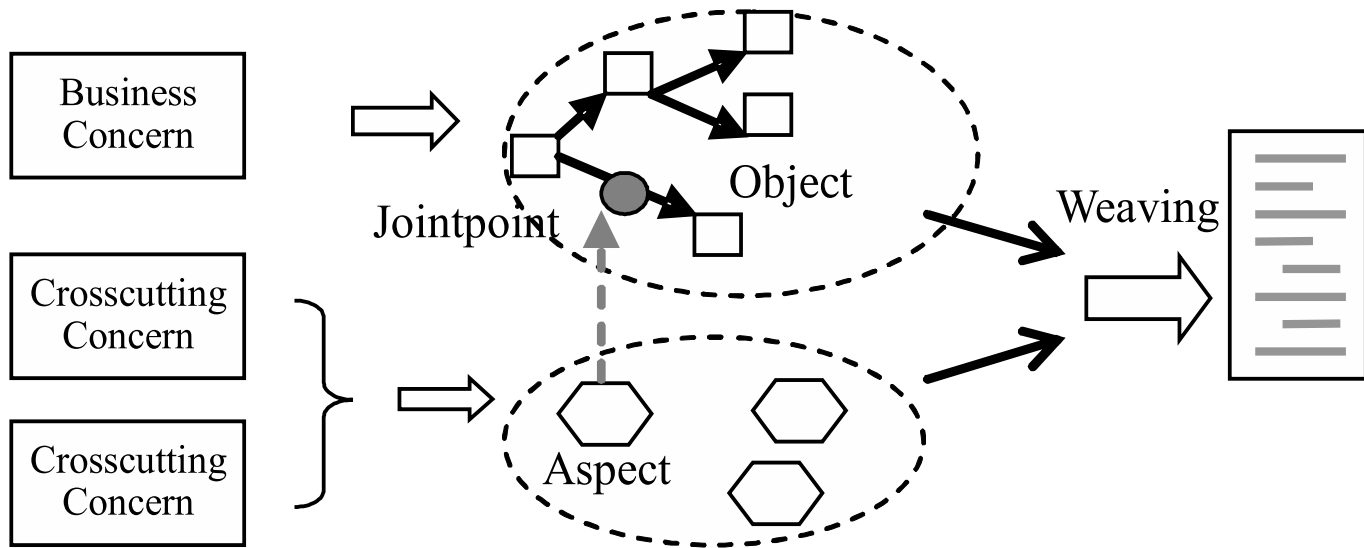 Business
Concern
Crosscutting
Concern
Crosscutting
Concern
Jointpoint
Object
Aspect
Weaving